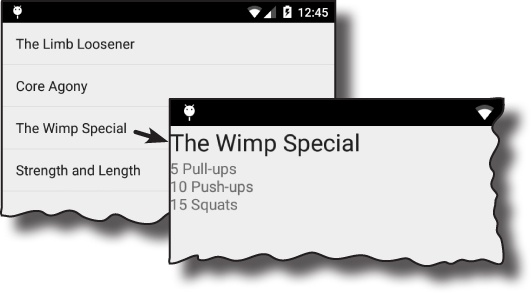 12:45
The Limb Loosener
Core Agony
The Wimp Special
Strength and Length
The Wimp Special
5 Pull-ups
10 Push-ups
15 Squats